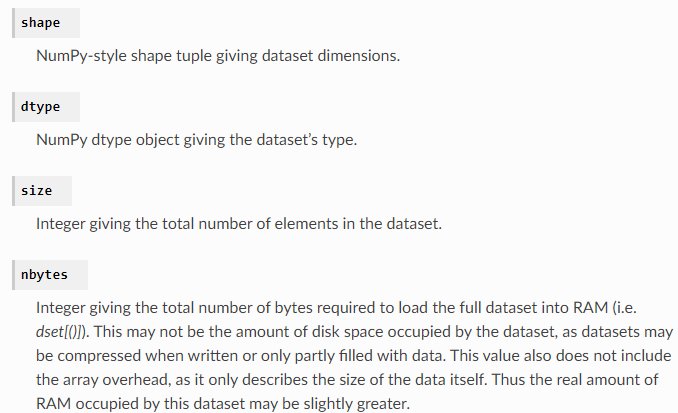 shape
NumPy-style shape tuple giving dataset dimensions.
dtype
NumPy dtype object giving the dataset’s type.
size
Integer giving the total number of elements in the dataset.
nbytes
Integer giving the total number of bytes required to load the full dataset into RAM (i.e.
dset[()]). This may not be the amount of disk space occupied by the dataset, as datasets may
be compressed when written or only partly filled with data. This value also does not include
the array overhead, as it only describes the size of the data itself. Thus the real amount of
RAM occupied by this dataset may be slightly greater.